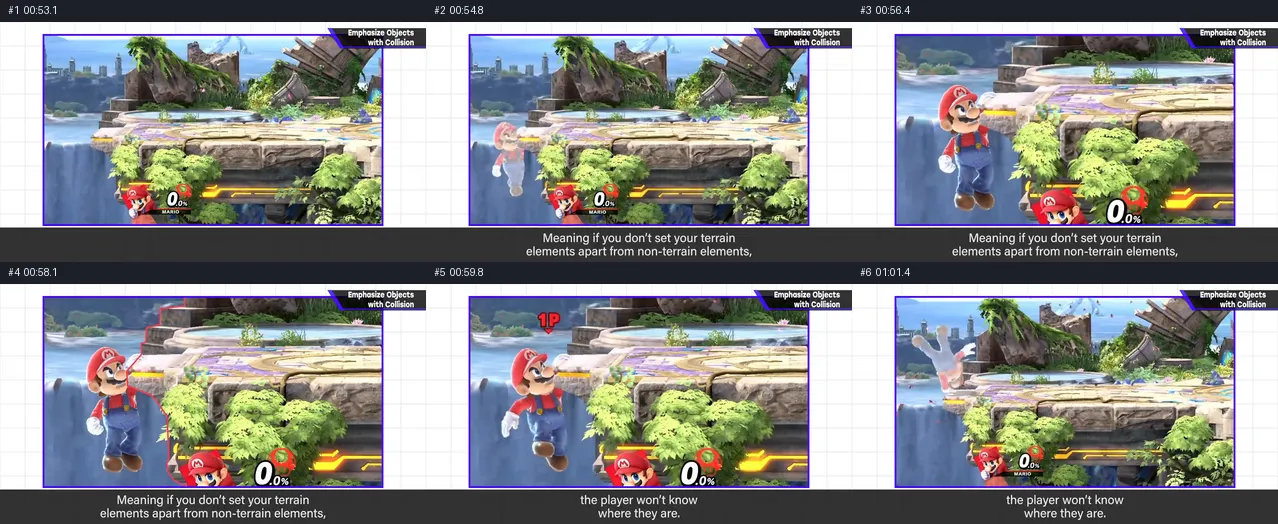 #1 00:53.1
Emphasize Objects
with Collision
0.0%
MARIO
#2 00:54.8
Emphasize Objects
with Collision
0.0%
MARIO
Meaning if you don't set your terrain
elements apart from non-terrain elements,
#3 00:56.4
Emphasize Objects
with Collision
0.0%
Meaning if you don't set your terrain
elements apart from non-terrain elements,
#4 00:58.1
Emphasize Objects
with Collision
0.0%
Meaning if you don't set your terrain
elements apart from non-terrain elements,
#5 00:59.8
Emphasize Objects
with Collision
1P
0.0%
the player won't know
where they are.
#6 01:01.4
Emphasize Objects
with Collision
0.0%
MARIO
the player won't know
where they are.